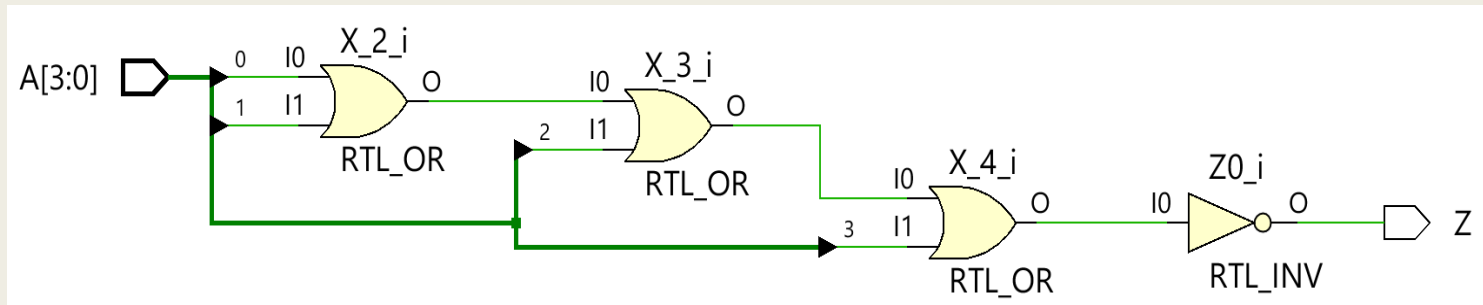 A[3:0]
0
I0
1
I1
X_2_i
O
RTL_OR
2
I0
I1
X_3_i
O
RTL_OR
3
I0
I1
X_4_i
O
RTL_OR
I0
Z0_i
O
RTL_INV
Z